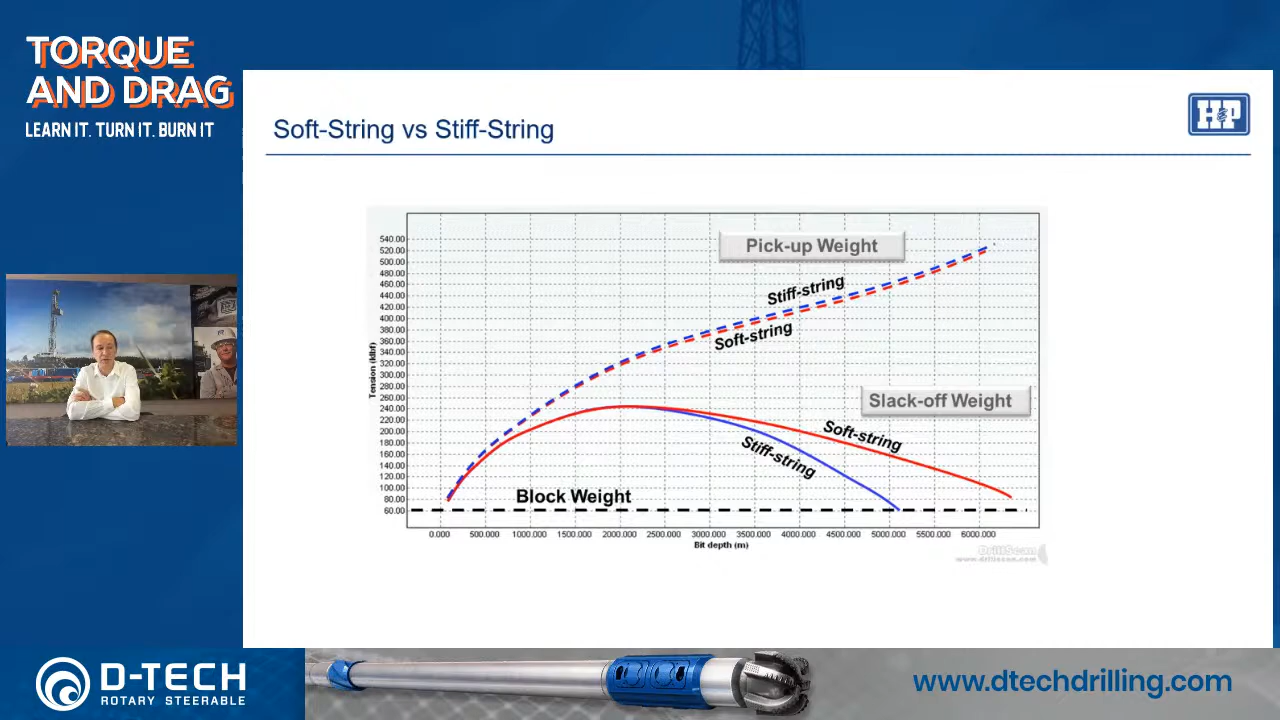 TORQUE
AND DRAG
LEARN IT. TURN IT. BURN IT
Soft-String vs Stiff-String
H&P
540.00
520.00
500.00
480.00
460.00
440.00
420.00
400.00
380.00
360.00
340.00
320.00
300.00
280.00
260.00
240.00
220.00
200.00
180.00
160.00
140.00
120.00
100.00
80.00
60.00
Tension (klbf)
Pick-up Weight
Stiff-string
Soft-string
Slack-off Weight
Soft-string
Stiff-string
Block Weight
0.000 500.000 1000.000 1500.000 2000.000 2500.000 3000.000 3500.000 4000.000 4500.000 5000.000 5500.000 6000.000
Bit depth (m)
DrillScan
www.drillscan.com
D-TECH
ROTARY STEERABLE
www.dtechdrilling.com